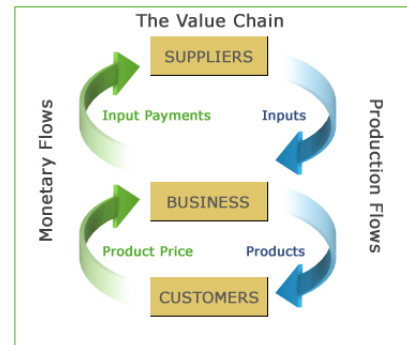 The Value Chain
SUPPLIERS
Input Payments
Inputs
Monetary Flows
Production Flows
BUSINESS
Product Price
Products
CUSTOMERS